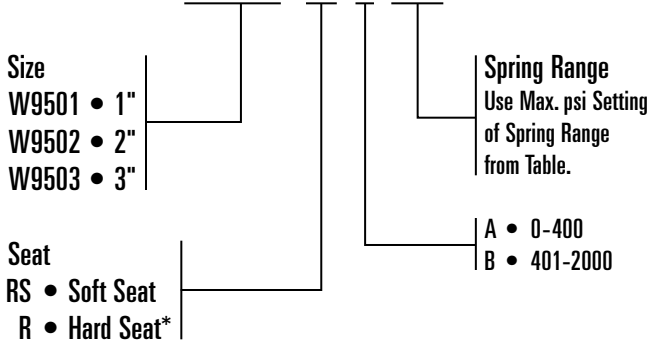 Size
W9501 • 1"
W9502 • 2"
W9503 • 3"
Spring Range
Use Max. psi Setting
of Spring Range
from Table.
Seat
RS • Soft Seat
R • Hard Seat*
A • 0-400
B • 401-2000